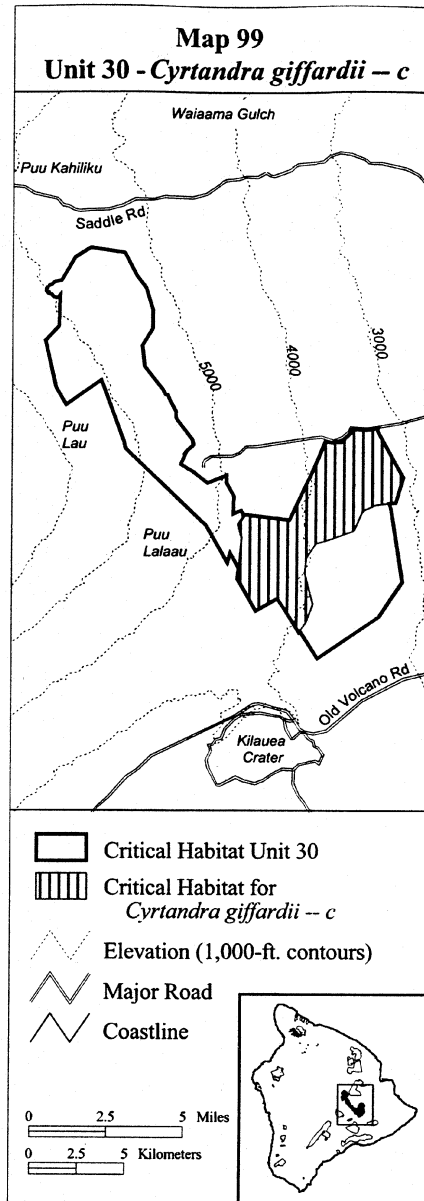 Map 99
Unit 30 - Cyrtandra giffardii -- c
Waiaama Gulch
Puu Kahiliku
Saddle Rd
5000
4000
3000
Puu
Lau
Puu
Lalaau
Old Volcano Rd
Kilauea
Crater
Critical Habitat Unit 30
Critical Habitat for
Cyrtandra giffardii -- c
Elevation (1,000-ft. contours)
Major Road
Coastline
0 2.5 5 Miles
0 2.5 5 Kilometers